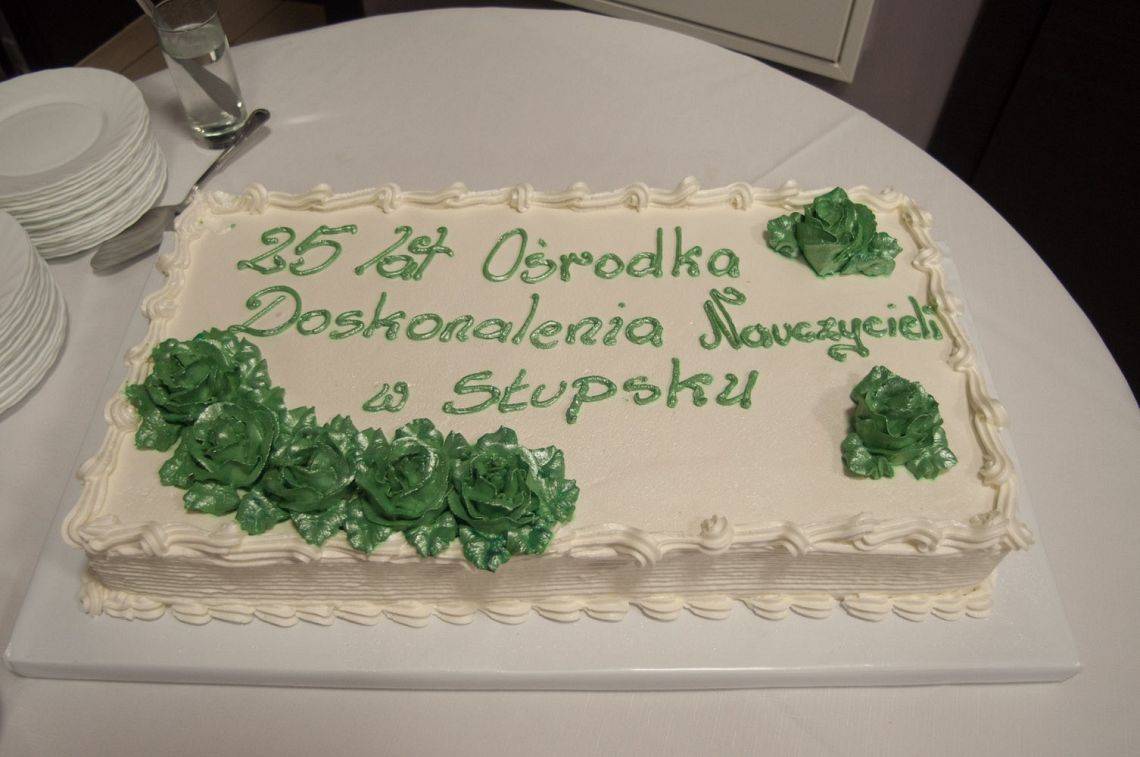 25 lat Ośrodka
Doskonalenia Nauczycieli
w Słupsku